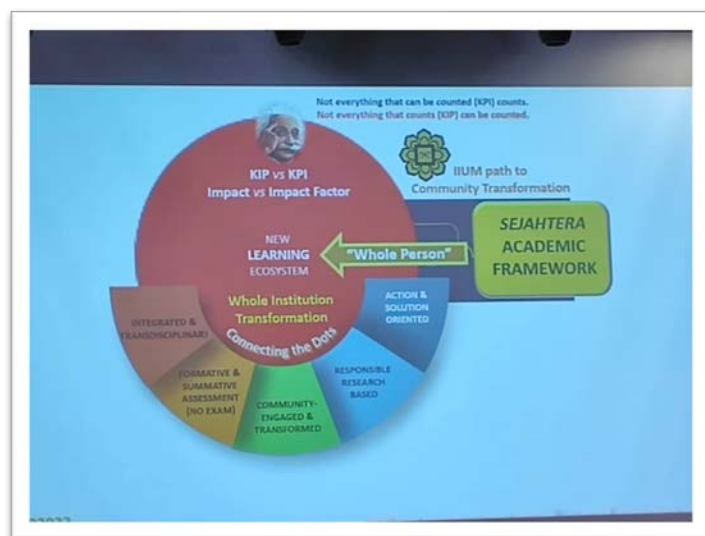 Not everything that can be counted (KPI) counts.
Not everything that counts (KIP) can be counted.
KIP vs KPI
Impact vs Impact Factor
IIUM path to
Community Transformation
SEJAHTERA
ACADEMIC
FRAMEWORK
"Whole Person"
NEW
LEARNING
ECOSYSTEM
Whole Institution
Transformation
Connecting the Dots
INTEGRATED &
TRANSDISCIPLINARY
FORMATIVE &
SUMMATIVE
ASSESSMENT
(NO EXAM)
COMMUNITY-
ENGAGED &
TRANSFORMED
RESPONSIBLE
RESEARCH
BASED
ACTION &
SOLUTION
ORIENTED